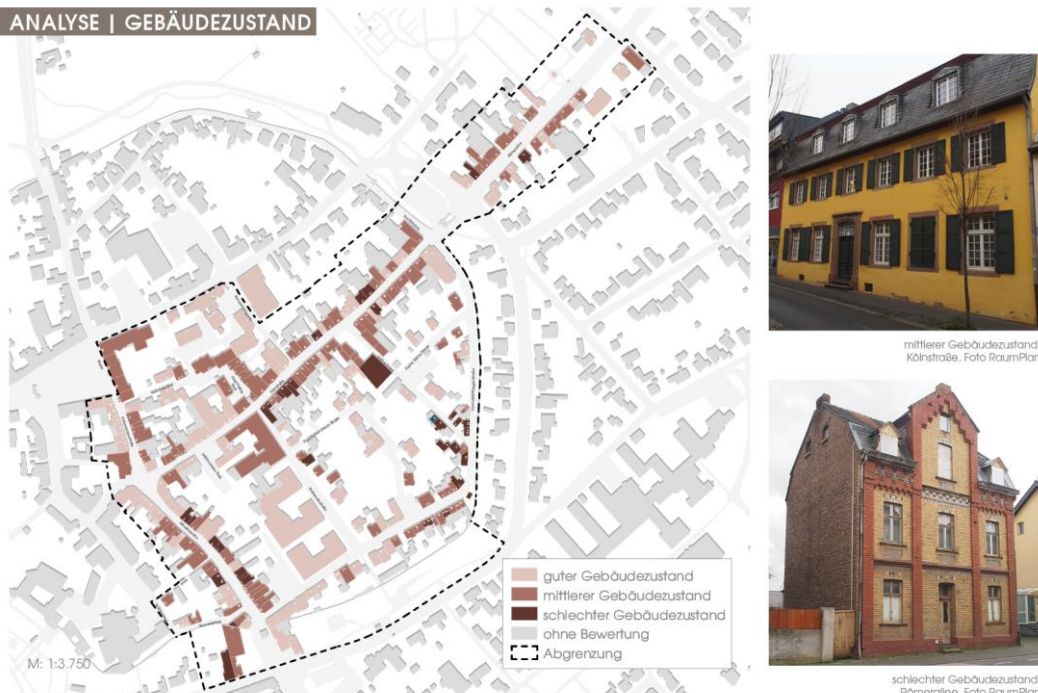 ANALYSE | GEBÄUDEZUSTAND
guter Gebäudezustand
mittlerer Gebäudezustand
schlechter Gebäudezustand
ohne Bewertung
Abgrenzung
M: 1:3.750
mittlerer Gebäudezustand
Kölnstraße, Foto RaumPlan
schlechter Gebäudezustand
Römerallee, Foto RaumPlan